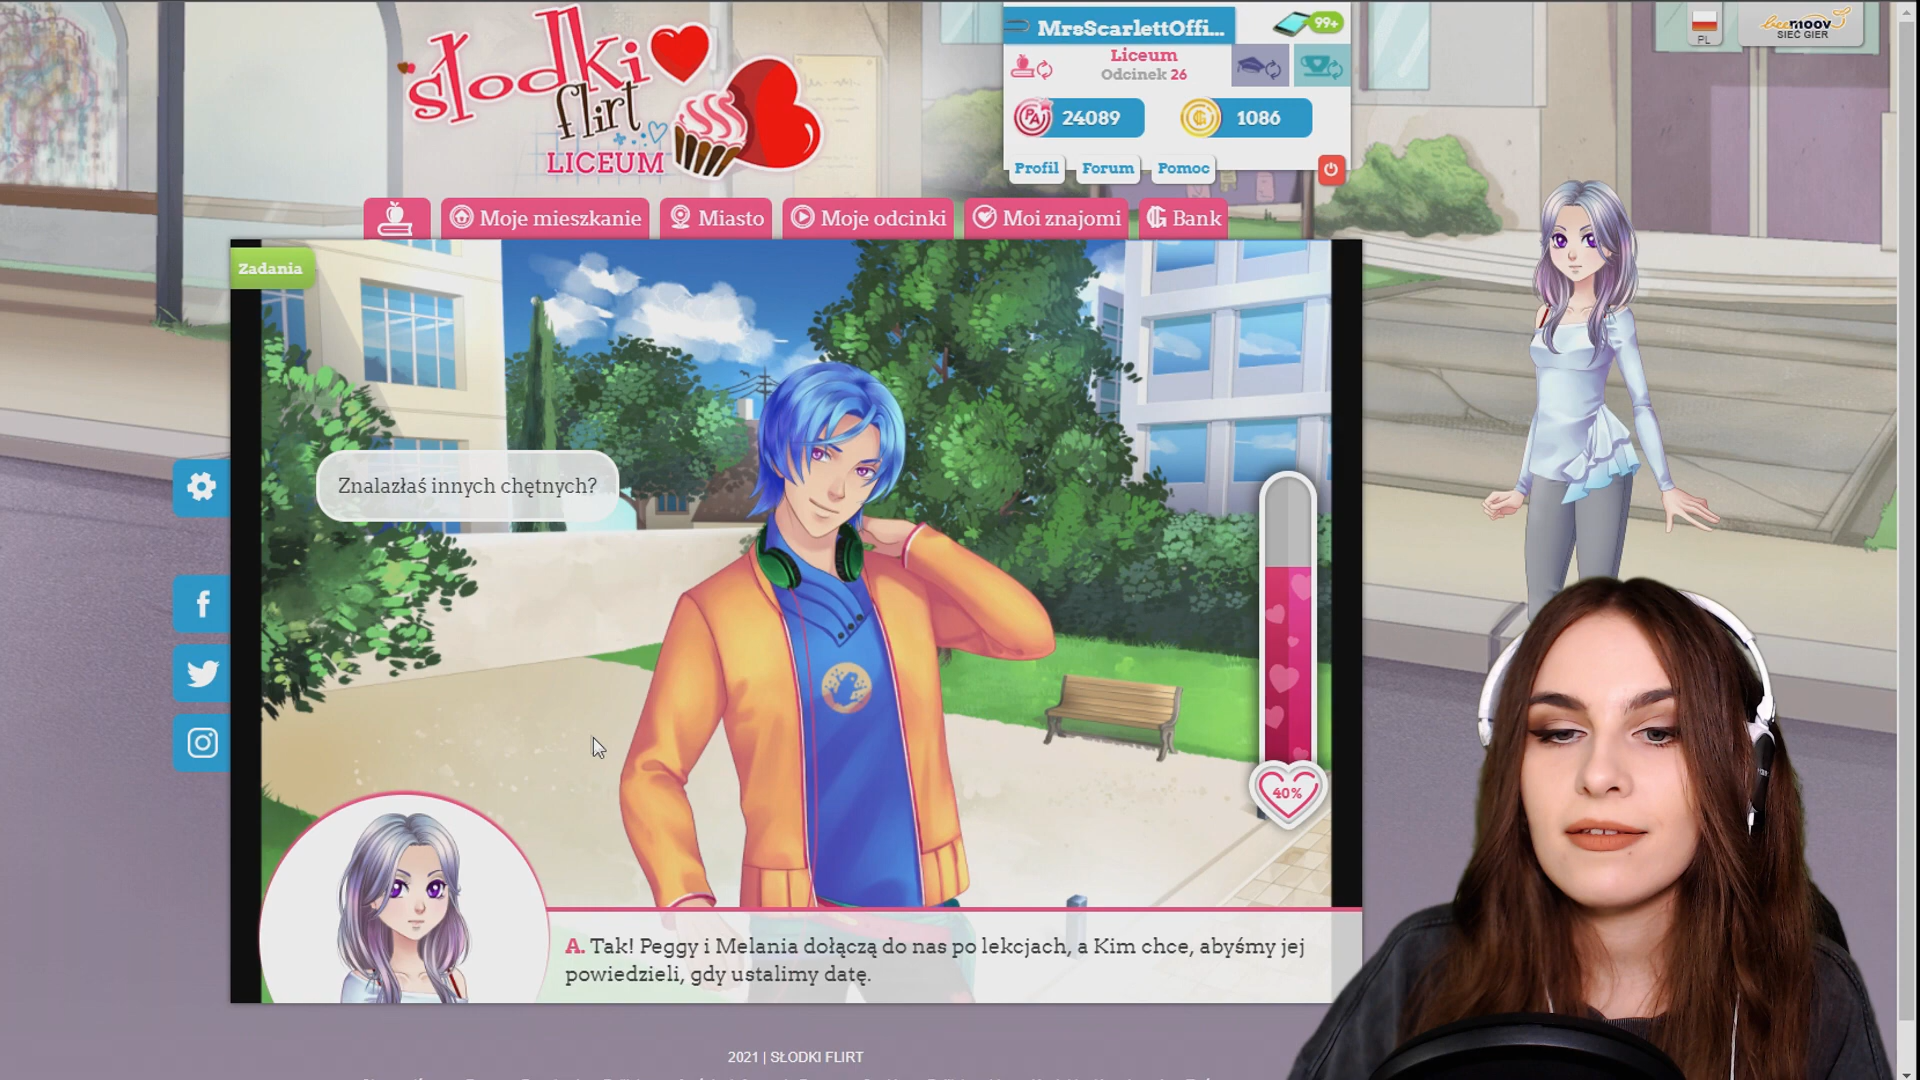 słodki
flirt
LICEUM
MrsScarlettOffi...
99+
PL
beemoov
SIEĆ GIER
Liceum
Odcinek 26
24089
1086
Profil
Forum
Pomoc
Moje mieszkanie
Miasto
Moje odcinki
Moi znajomi
Bank
Zadania
Znalazłaś innych chętnych?
40%
A. Tak! Peggy i Melania dołączą do nas po lekcjach, a Kim chce, abyśmy jej
powiedzieli, gdy ustalimy datę.
2021 | SŁODKI FLIRT